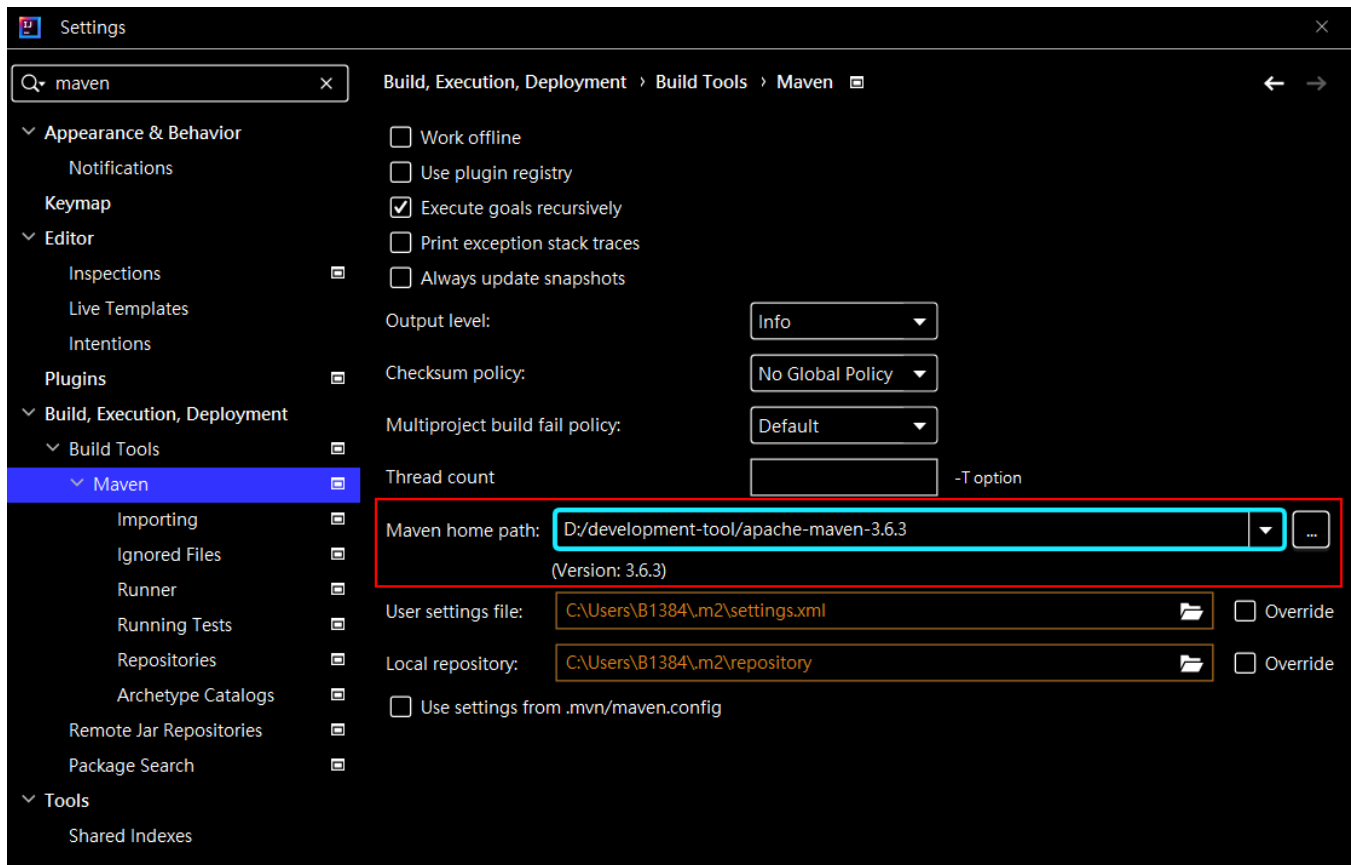 Settings
maven
Appearance & Behavior
Notifications
Keymap
Editor
Inspections
Live Templates
Intentions
Plugins
Build, Execution, Deployment
Build Tools
Maven
Importing
Ignored Files
Runner
Running Tests
Repositories
Archetype Catalogs
Remote Jar Repositories
Package Search
Tools
Shared Indexes
Build, Execution, Deployment › Build Tools › Maven
Work offline
Use plugin registry
Execute goals recursively
Print exception stack traces
Always update snapshots
Output level: Info
Checksum policy: No Global Policy
Multiproject build fail policy: Default
Thread count -T option
Maven home path: D:/development-tool/apache-maven-3.6.3 ...
(Version: 3.6.3)
User settings file: C:\Users\B1384\.m2\settings.xml Override
Local repository: C:\Users\B1384\.m2\repository Override
Use settings from .mvn/maven.config